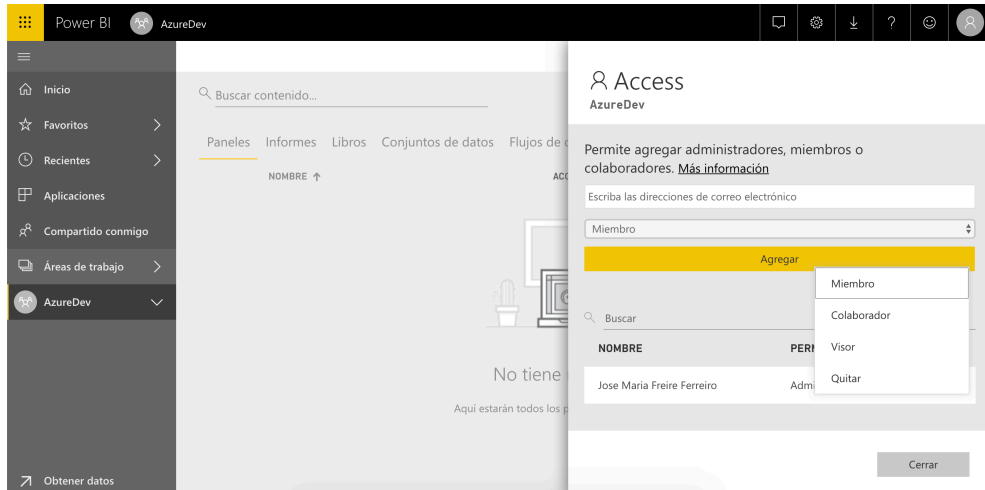 Power BI
AzureDev
?
Inicio
Favoritos
Recientes
Aplicaciones
Compartido conmigo
Áreas de trabajo
AzureDev
Obtener datos
Buscar contenido...
Paneles Informes Libros Conjuntos de datos Flujos de
NOMBRE ↑
No tiene
Aquí estarán todos los
Access
AzureDev
Permite agregar administradores, miembros o
colaboradores. Más información
Escriba las direcciones de correo electrónico
Miembro
Agregar
Miembro
Colaborador
Visor
Quitar
Buscar
NOMBRE
Jose Maria Freire Ferreiro
Cerrar